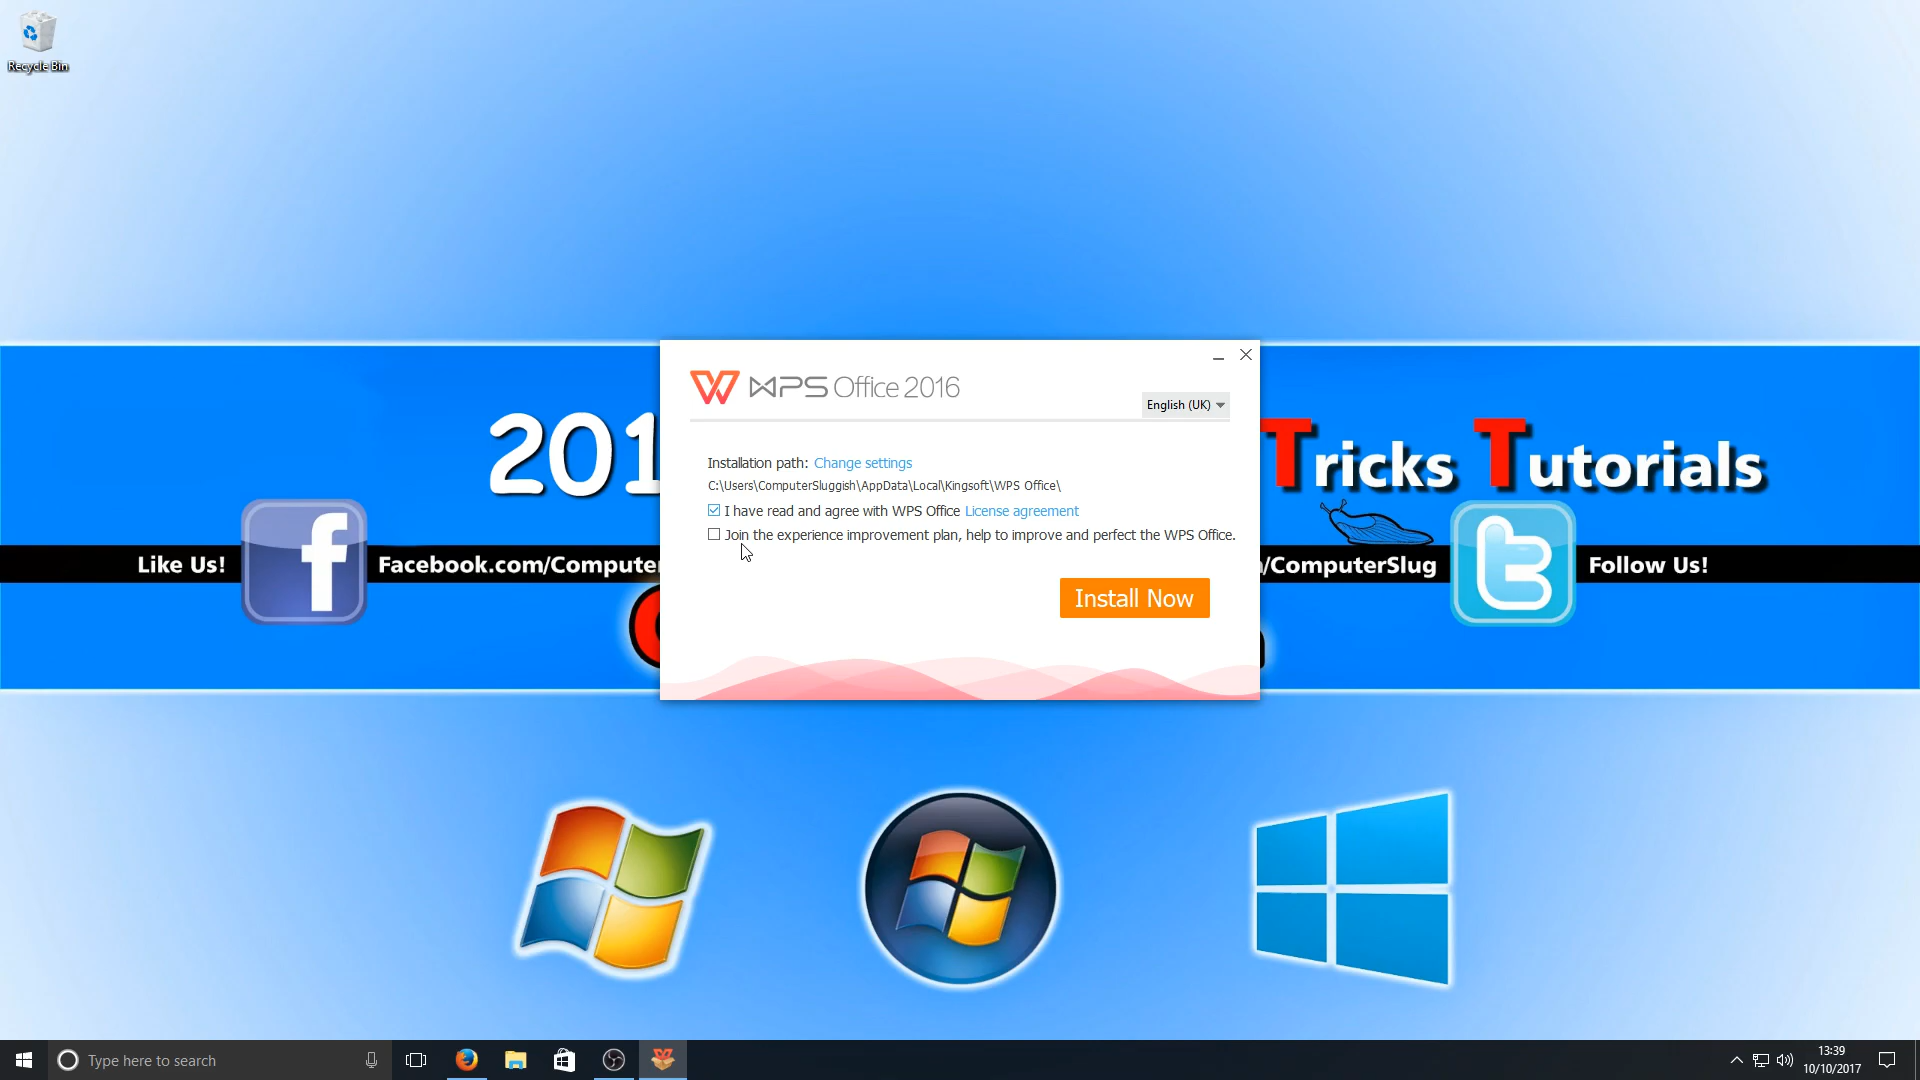 Recycle Bin
WPS Office 2016
English (UK)
201
Tricks Tutorials
Installation path: Change settings
C:\Users\ComputerSluggish\AppData\Local\Kingsoft\WPS Office\
I have read and agree with WPS Office License agreement
Join the experience improvement plan, help to improve and perfect the WPS Office.
Like Us!
Facebook.com/Computer
/ComputerSlug
Follow Us!
Install Now
Type here to search
13:39
10/10/2017